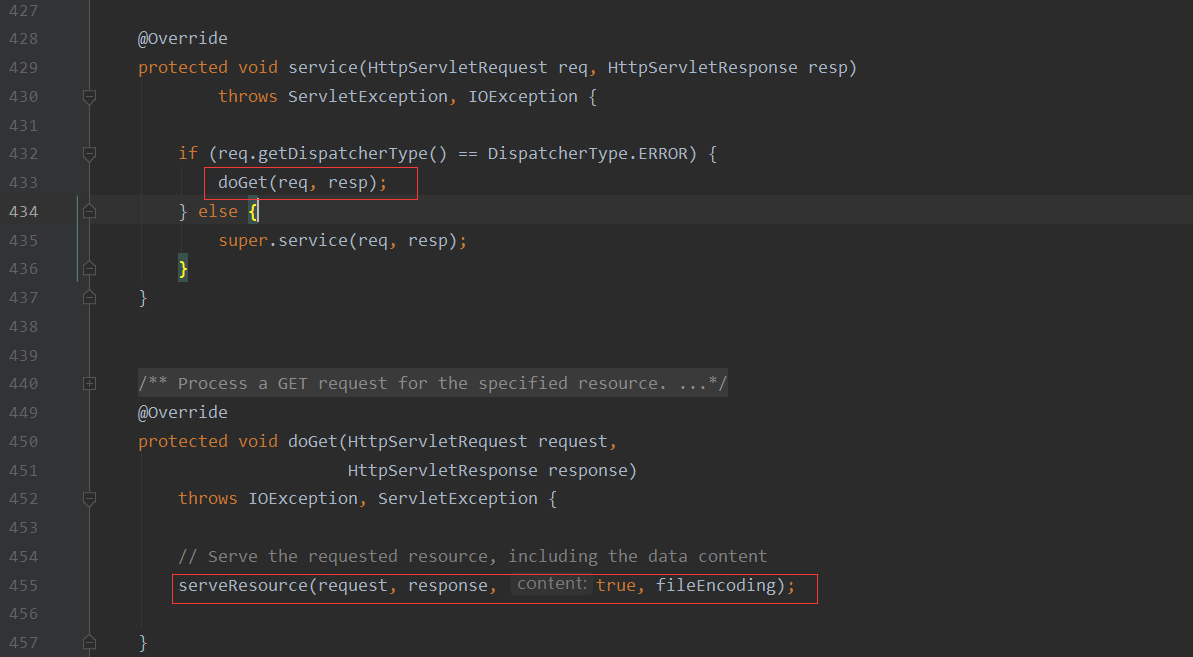 427
428 @Override
429 protected void service(HttpServletRequest req, HttpServletResponse resp)
430 throws ServletException, IOException {
431
432 if (req.getDispatcherType() == DispatcherType.ERROR) {
433 doGet(req, resp);
434 } else {
435 super.service(req, resp);
436 }
437 }
438
439
440 /** Process a GET request for the specified resource. ...*/
449 @Override
450 protected void doGet(HttpServletRequest request,
451 HttpServletResponse response)
452 throws IOException, ServletException {
453
454 // Serve the requested resource, including the data content
455 serveResource(request, response, content: true, fileEncoding);
456
457 }